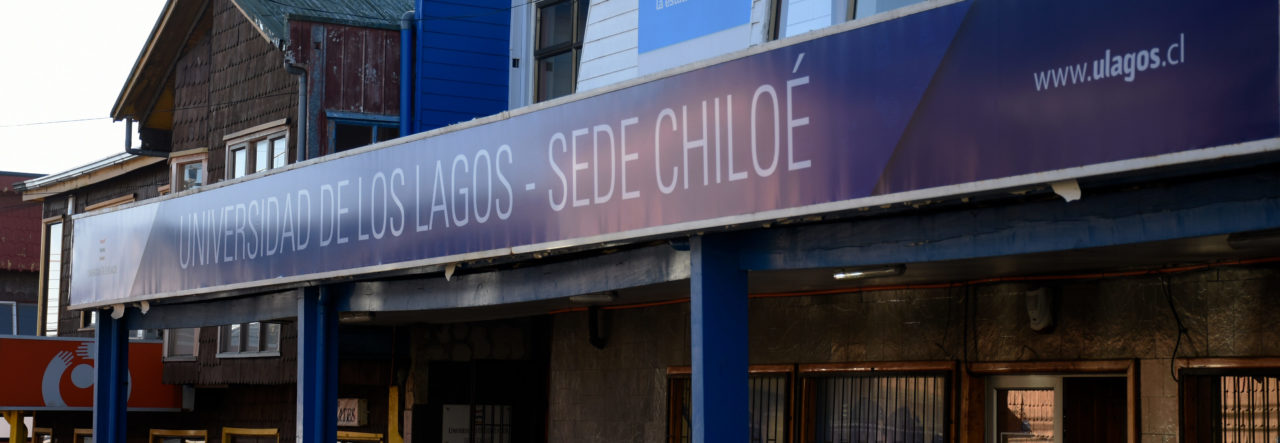 www.ulagos.cl
UNIVERSIDAD DE LOS LAGOS - SEDE CHILOÉ